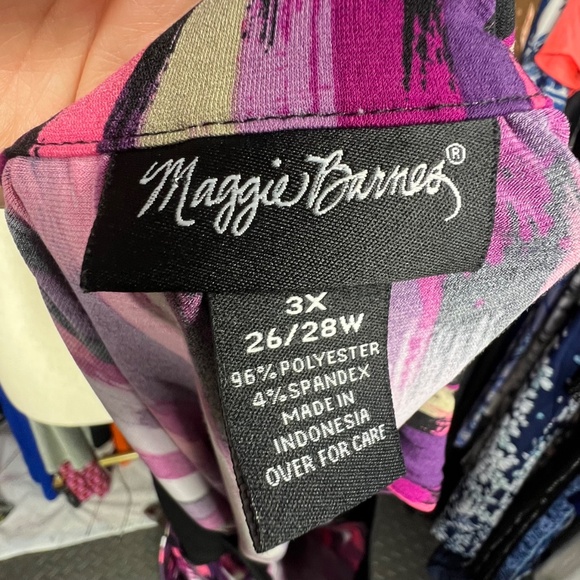 Maggie Barnes®
3X
26/28W
96% POLYESTER
4% SPANDEX
MADE IN
INDONESIA
OVER FOR CARE